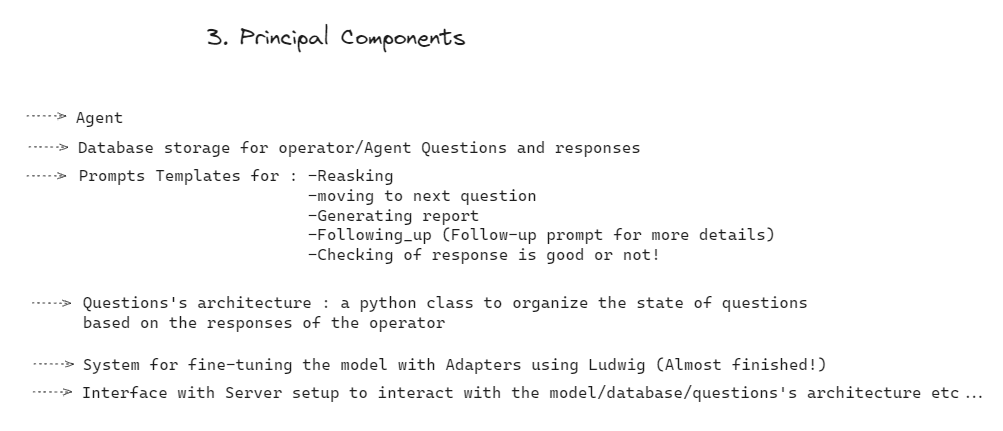 3. Principal Components
Agent
Database storage for operator/Agent Questions and responses
Prompts Templates for : -Reasking
-moving to next question
-Generating report
-Following_up (Follow-up prompt for more details)
-Checking of response is good or not!
Questions's architecture : a python class to organize the state of questions
based on the responses of the operator
System for fine-tuning the model with Adapters using Ludwig (Almost finished!)
Interface with Server setup to interact with the model/database/questions's architecture etc...